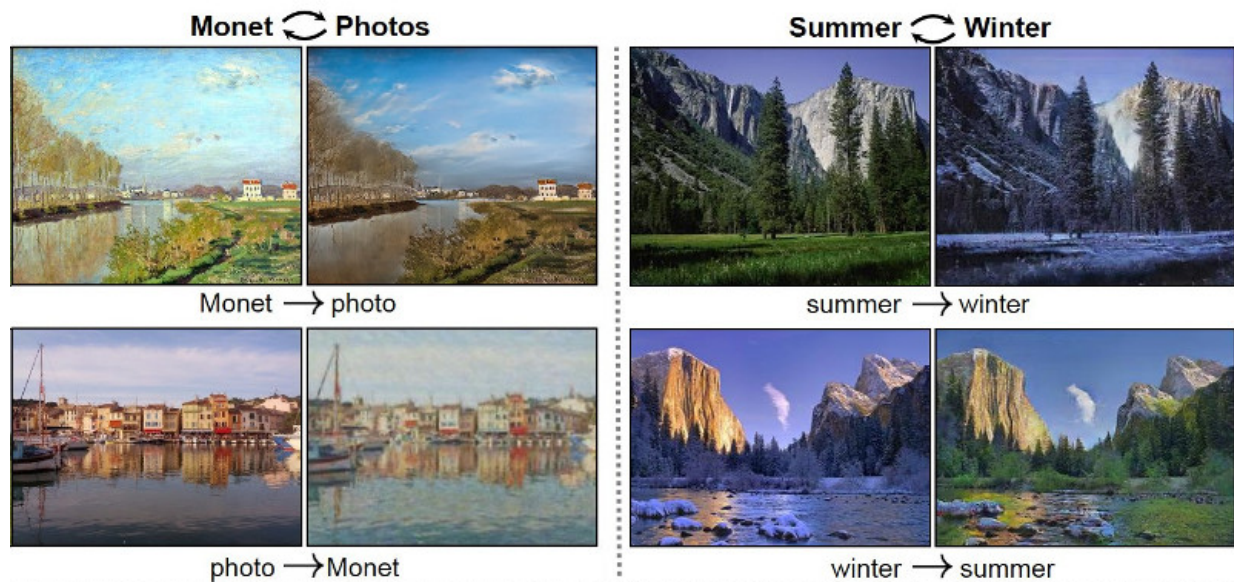 Monet ⇄ Photos
Monet → photo
photo → Monet
Summer ⇄ Winter
summer → winter
winter → summer